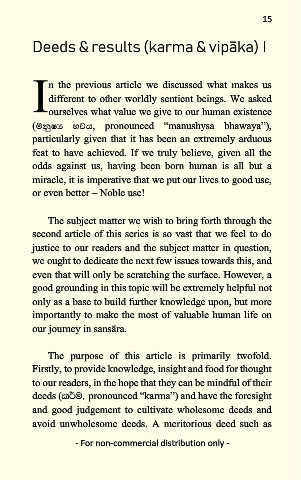 15
Deeds & results (karma & vipāka) I
In the previous article we discussed what makes us
different to other worldly sentient beings. We asked
ourselves what value we give to our human existence
(මනුෂ්‍ය භවය, pronounced “manushysa bhawaya”),
particularly given that it has been an extremely arduous
feat to have achieved. If we truly believe, given all the
odds against us, having been born human is all but a
miracle, it is imperative that we put our lives to good use,
or even better – Noble use!
The subject matter we wish to bring forth through the
second article of this series is so vast that we feel to do
justice to our readers and the subject matter in question,
we ought to dedicate the next few issues towards this, and
even that will only be scratching the surface. However, a
good grounding in this topic will be extremely helpful not
only as a base to build further knowledge upon, but more
importantly to make the most of valuable human life on
our journey in sansāra.
The purpose of this article is primarily twofold.
Firstly, to provide knowledge, insight and food for thought
to our readers, in the hope that they can be mindful of their
deeds (කර්ම, pronounced “karma”) and have the foresight
and good judgement to cultivate wholesome deeds and
avoid unwholesome deeds. A meritorious deed such as
- For non-commercial distribution only -